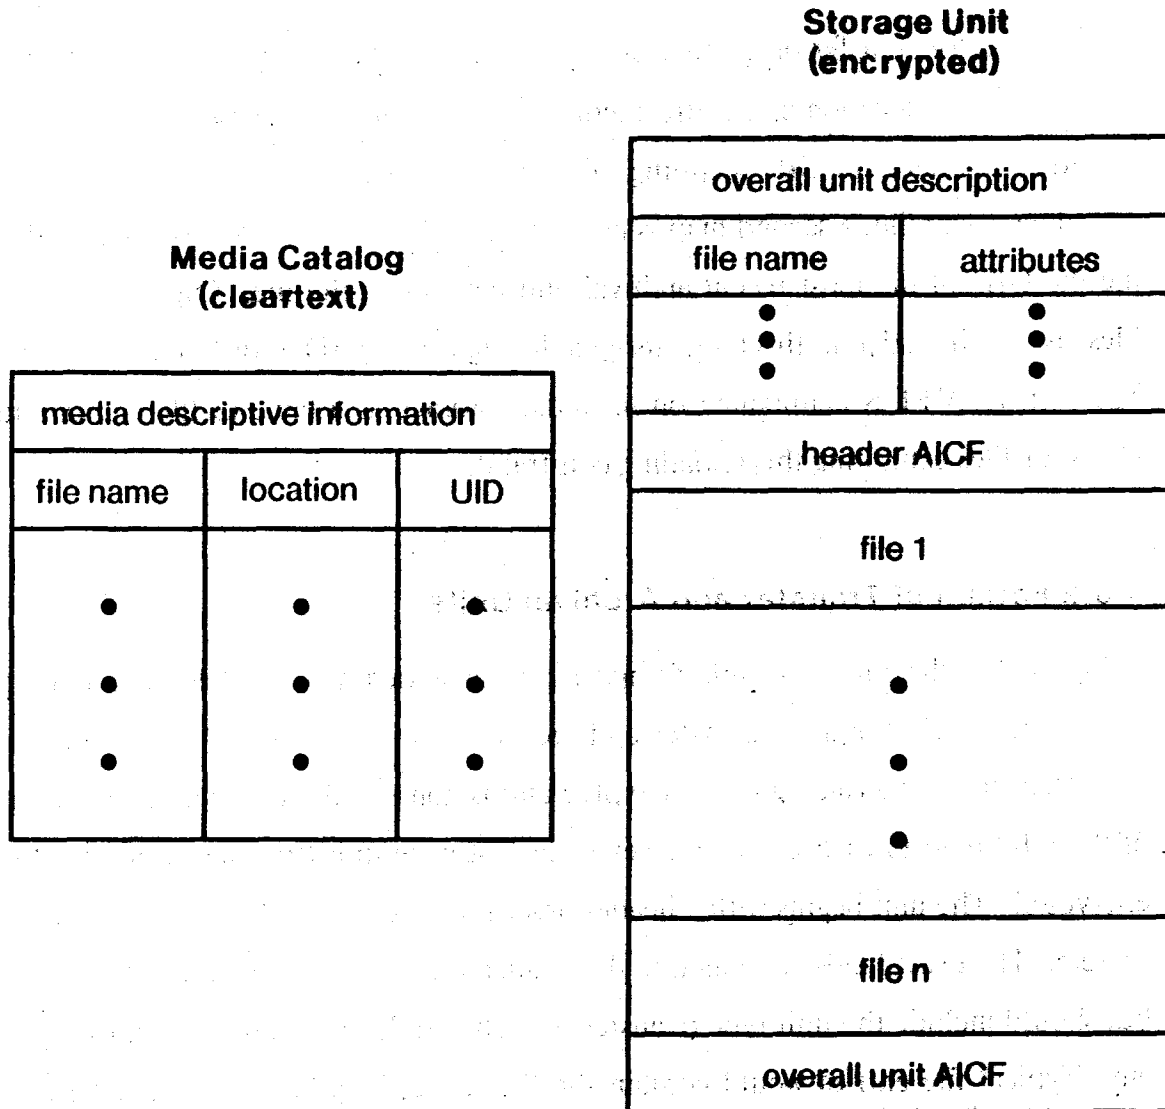 Storage Unit
(encrypted)
overall unit description
file name attributes
header AICF
file 1
file n
overall unit AICF
Media Catalog
(cleartext)
media descriptive information
file name location UID